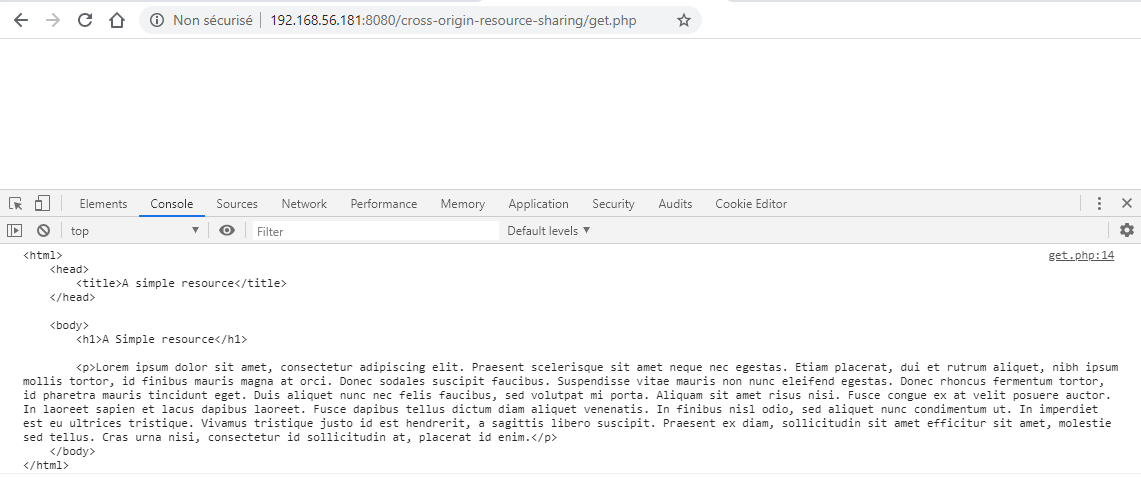 Non sécurisé | 192.168.56.181:8080/cross-origin-resource-sharing/get.php
Elements Console Sources Network Performance Memory Application Security Audits Cookie Editor
top Filter Default levels
<html> get.php:14
<head>
<title>A simple resource</title>
</head>
<body>
<h1>A Simple resource</h1>
<p>Lorem ipsum dolor sit amet, consectetur adipiscing elit. Praesent scelerisque sit amet neque nec egestas. Etiam placerat, dui et rutrum aliquet, nibh ipsum
mollis tortor, id finibus mauris magna at orci. Donec sodales suscipit faucibus. Suspendisse vitae mauris non nunc eleifend egestas. Donec rhoncus fermentum tortor,
id pharetra mauris tincidunt eget. Duis aliquet nunc nec felis faucibus, sed volutpat mi porta. Aliquam sit amet risus nisi. Fusce congue ex at velit posuere auctor.
In laoreet sapien et lacus dapibus laoreet. Fusce dapibus tellus dictum diam aliquet venenatis. In finibus nisl odio, sed aliquet nunc condimentum ut. In imperdiet
est eu ultrices tristique. Vivamus tristique justo id est hendrerit, a sagittis libero suscipit. Praesent ex diam, sollicitudin sit amet efficitur sit amet, molestie
sed tellus. Cras urna nisi, consectetur id sollicitudin at, placerat id enim.</p>
</body>
</html>